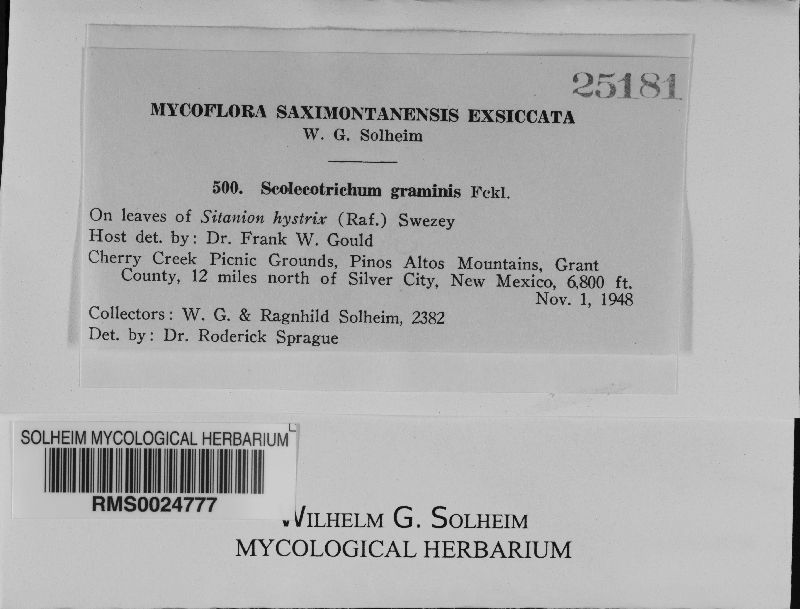 25181
MYCOFLORA SAXIMONTANENSIS EXSICCATA
W. G. Solheim
500. Scolecotrichum graminis Fckl.
On leaves of Sitanion hystrix (Raf.) Swezey
Host det. by: Dr. Frank W. Gould
Cherry Creek Picnic Grounds, Pinos Altos Mountains, Grant
County, 12 miles north of Silver City, New Mexico, 6,800 ft.
Nov. 1, 1948
Collectors: W. G. & Ragnhild Solheim, 2382
Det. by: Dr. Roderick Sprague
SOLHEIM MYCOLOGICAL HERBARIUM
RMS0024777
WILHELM G. SOLHEIM
MYCOLOGICAL HERBARIUM